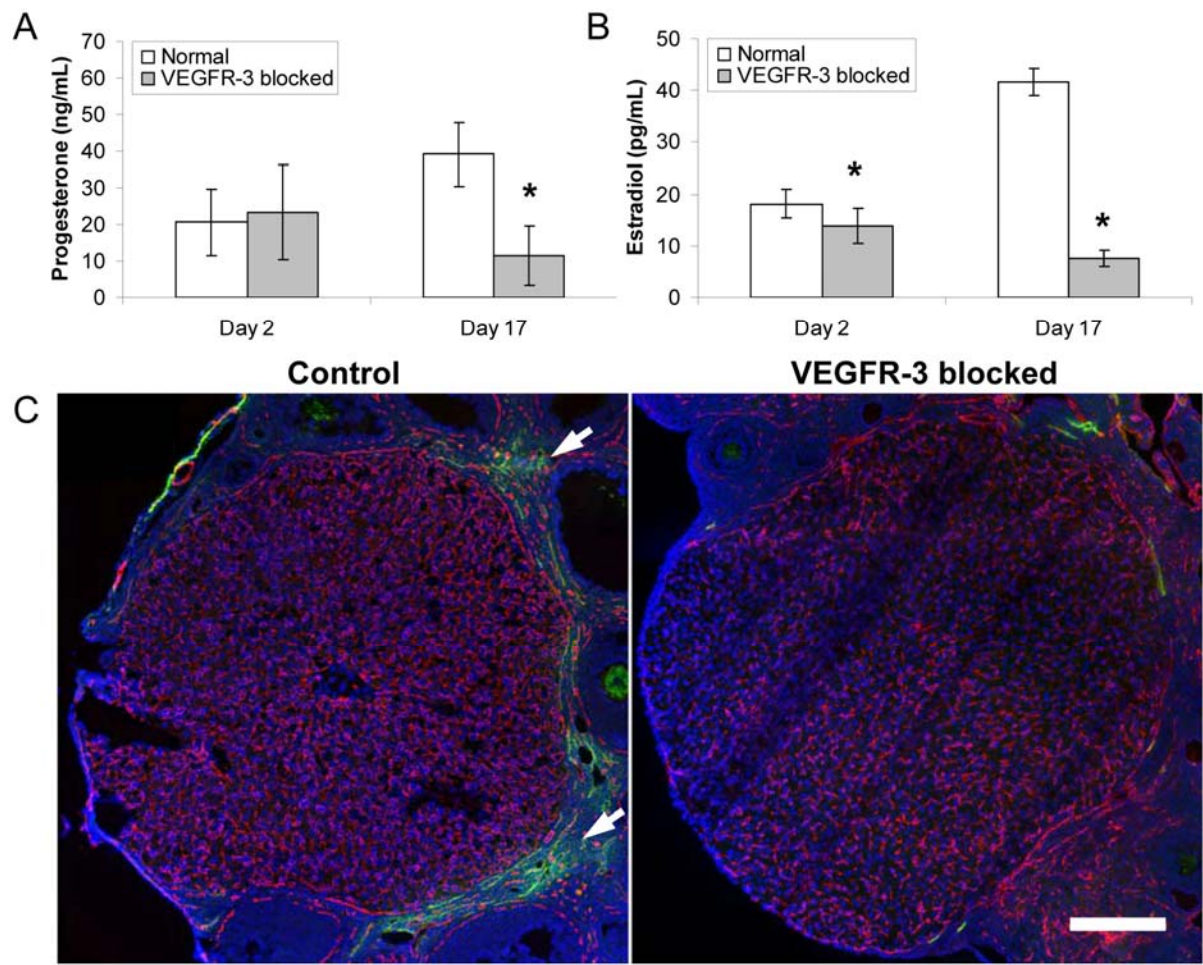 A
Progesterone (ng/mL)
70
60
50
40
30
20
10
0
Normal
VEGFR-3 blocked
*
Day 2
Day 17
B
Estradiol (pg/mL)
50
40
30
20
10
0
Normal
VEGFR-3 blocked
*
*
Day 2
Day 17
Control
VEGFR-3 blocked
C